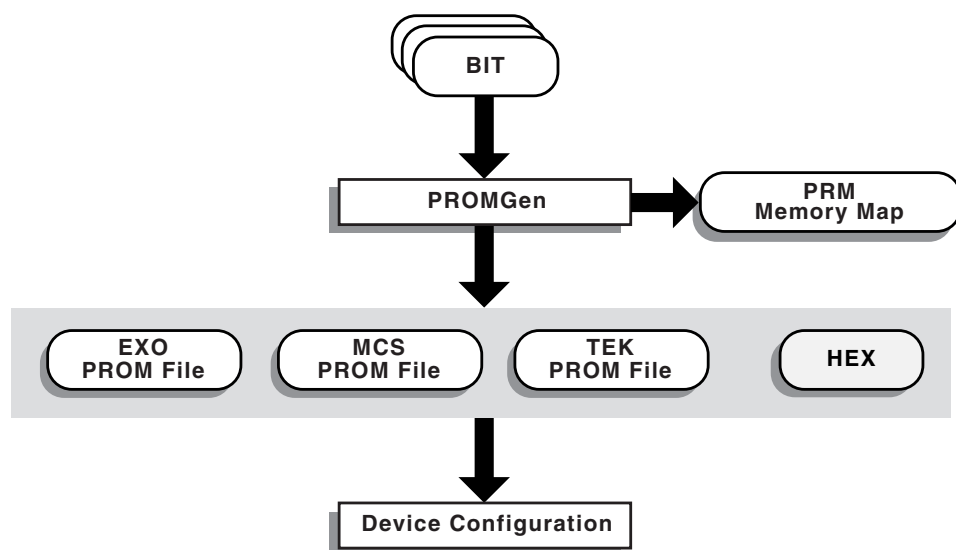 BIT
PROMGen
PRM
Memory Map
EXO
PROM File
MCS
PROM File
TEK
PROM File
HEX
Device Configuration